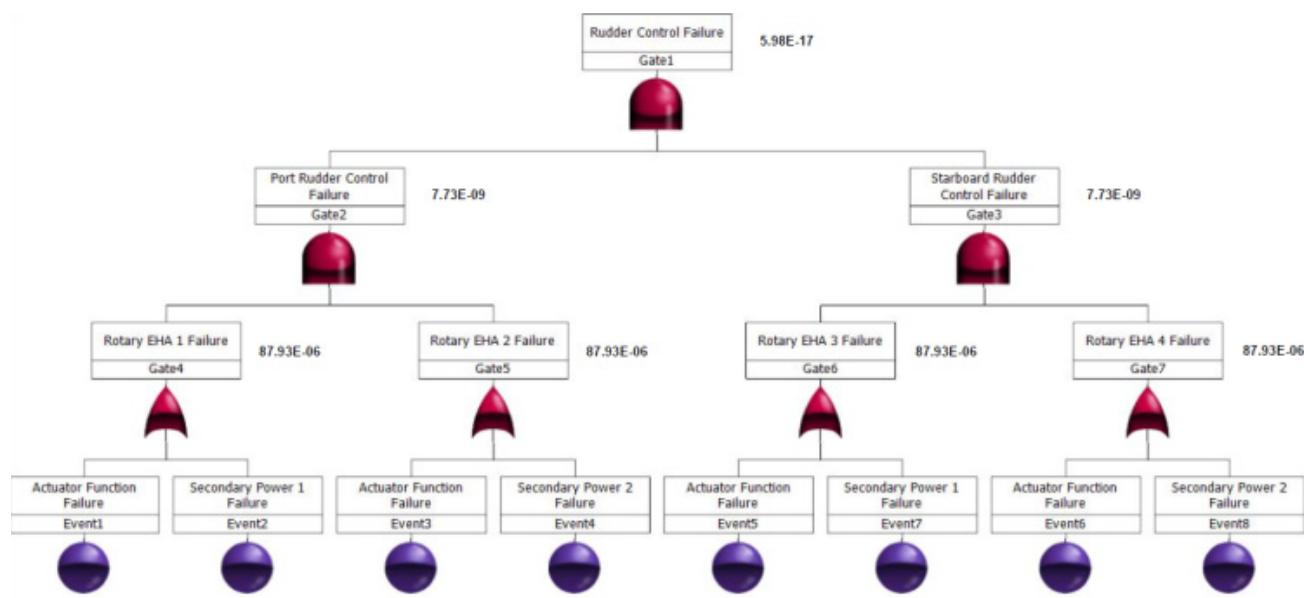 Rudder Control Failure
5.98E-17
Gate1
Port Rudder Control
Failure
7.73E-09
Gate2
Starboard Rudder
Control Failure
7.73E-09
Gate3
Rotary EHA 1 Failure
87.93E-06
Gate4
Rotary EHA 2 Failure
87.93E-06
Gate5
Rotary EHA 3 Failure
87.93E-06
Gate6
Rotary EHA 4 Failure
87.93E-06
Gate7
Actuator Function
Failure
Event1
Secondary Power 1
Failure
Event2
Actuator Function
Failure
Event3
Secondary Power 2
Failure
Event4
Actuator Function
Failure
Event5
Secondary Power 1
Failure
Event7
Actuator Function
Failure
Event6
Secondary Power 2
Failure
Event8